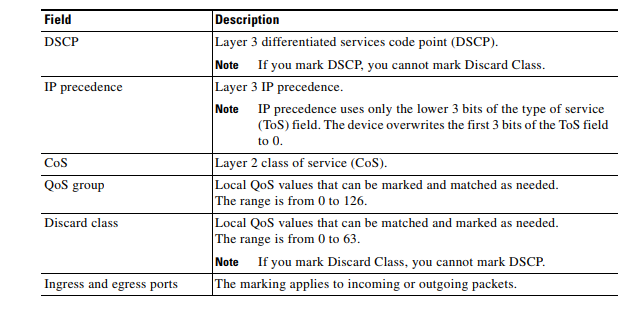 Field Description
DSCP Layer 3 differentiated services code point (DSCP).
Note If you mark DSCP, you cannot mark Discard Class.
IP precedence Layer 3 IP precedence.
Note IP precedence uses only the lower 3 bits of the type of service
(ToS) field. The device overwrites the first 3 bits of the ToS field
to 0.
CoS Layer 2 class of service (CoS).
QoS group Local QoS values that can be marked and matched as needed.
The range is from 0 to 126.
Discard class Local QoS values that can be matched and marked as needed.
The range is from 0 to 63.
Note If you mark Discard Class, you cannot mark DSCP.
Ingress and egress ports The marking applies to incoming or outgoing packets.